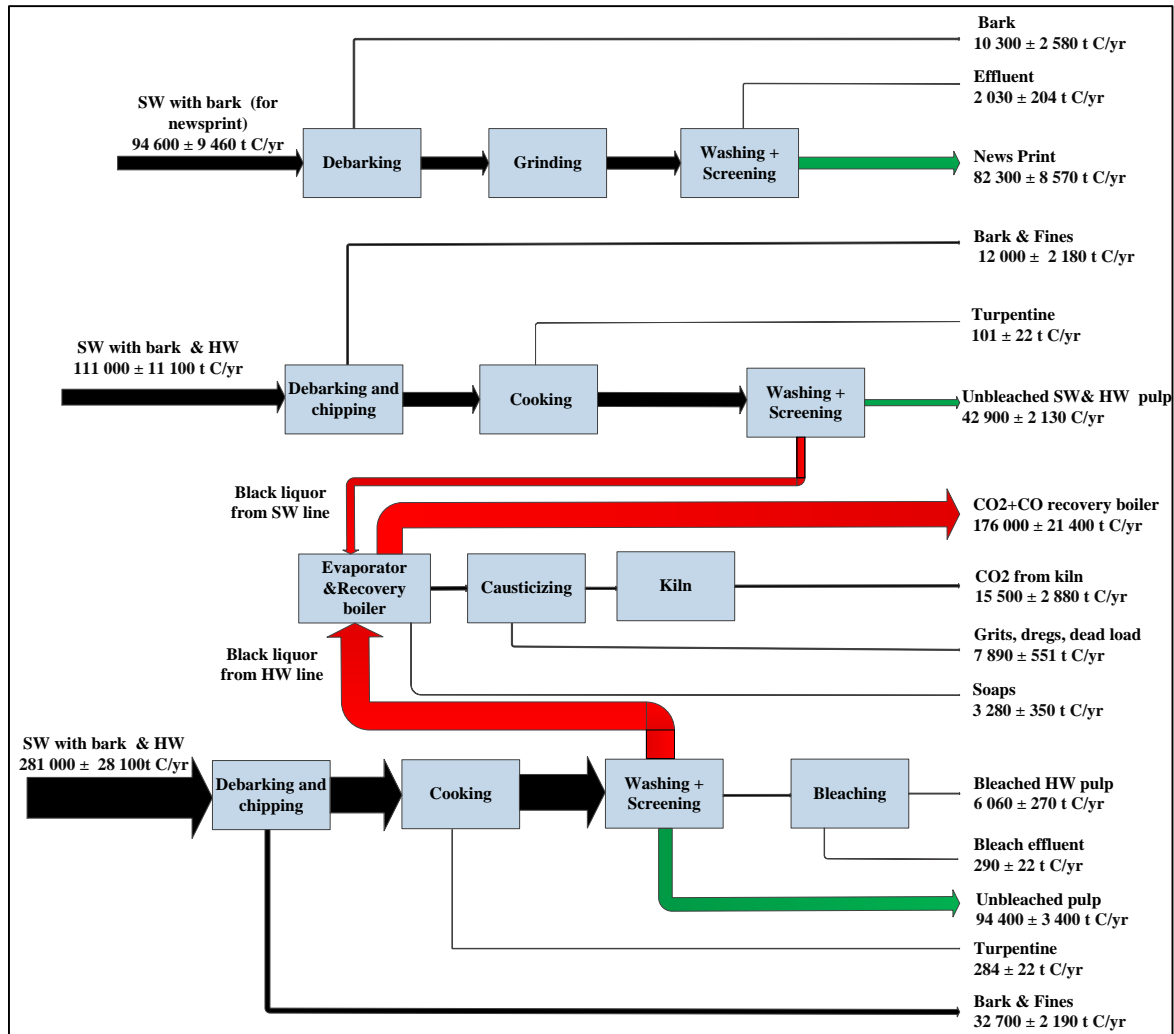 Bark
10 300 ± 2 580 t C/yr
Effluent
2 030 ± 204 t C/yr
SW with bark (for
newsprint)
94 600 ± 9 460 t C/yr
Debarking
Grinding
Washing +
Screening
News Print
82 300 ± 8 570 t C/yr
Bark & Fines
12 000 ± 2 180 t C/yr
Turpentine
101 ± 22 t C/yr
SW with bark & HW
111 000 ± 11 100 t C/yr
Debarking and
chipping
Cooking
Washing +
Screening
Unbleached SW& HW pulp
42 900 ± 2 130 C/yr
Black liquor
from SW line
CO2+CO recovery boiler
176 000 ± 21 400 t C/yr
Evaporator
&Recovery
boiler
Causticizing
Kiln
CO2 from kiln
15 500 ± 2 880 t C/yr
Grits, dregs, dead load
7 890 ± 551 t C/yr
Black liquor
from HW line
Soaps
3 280 ± 350 t C/yr
SW with bark & HW
281 000 ± 28 100t C/yr
Debarking and
chipping
Cooking
Washing +
Screening
Bleaching
Bleached HW pulp
6 060 ± 270 t C/yr
Bleach effluent
290 ± 22 t C/yr
Unbleached pulp
94 400 ± 3 400 t C/yr
Turpentine
284 ± 22 t C/yr
Bark & Fines
32 700 ± 2 190 t C/yr